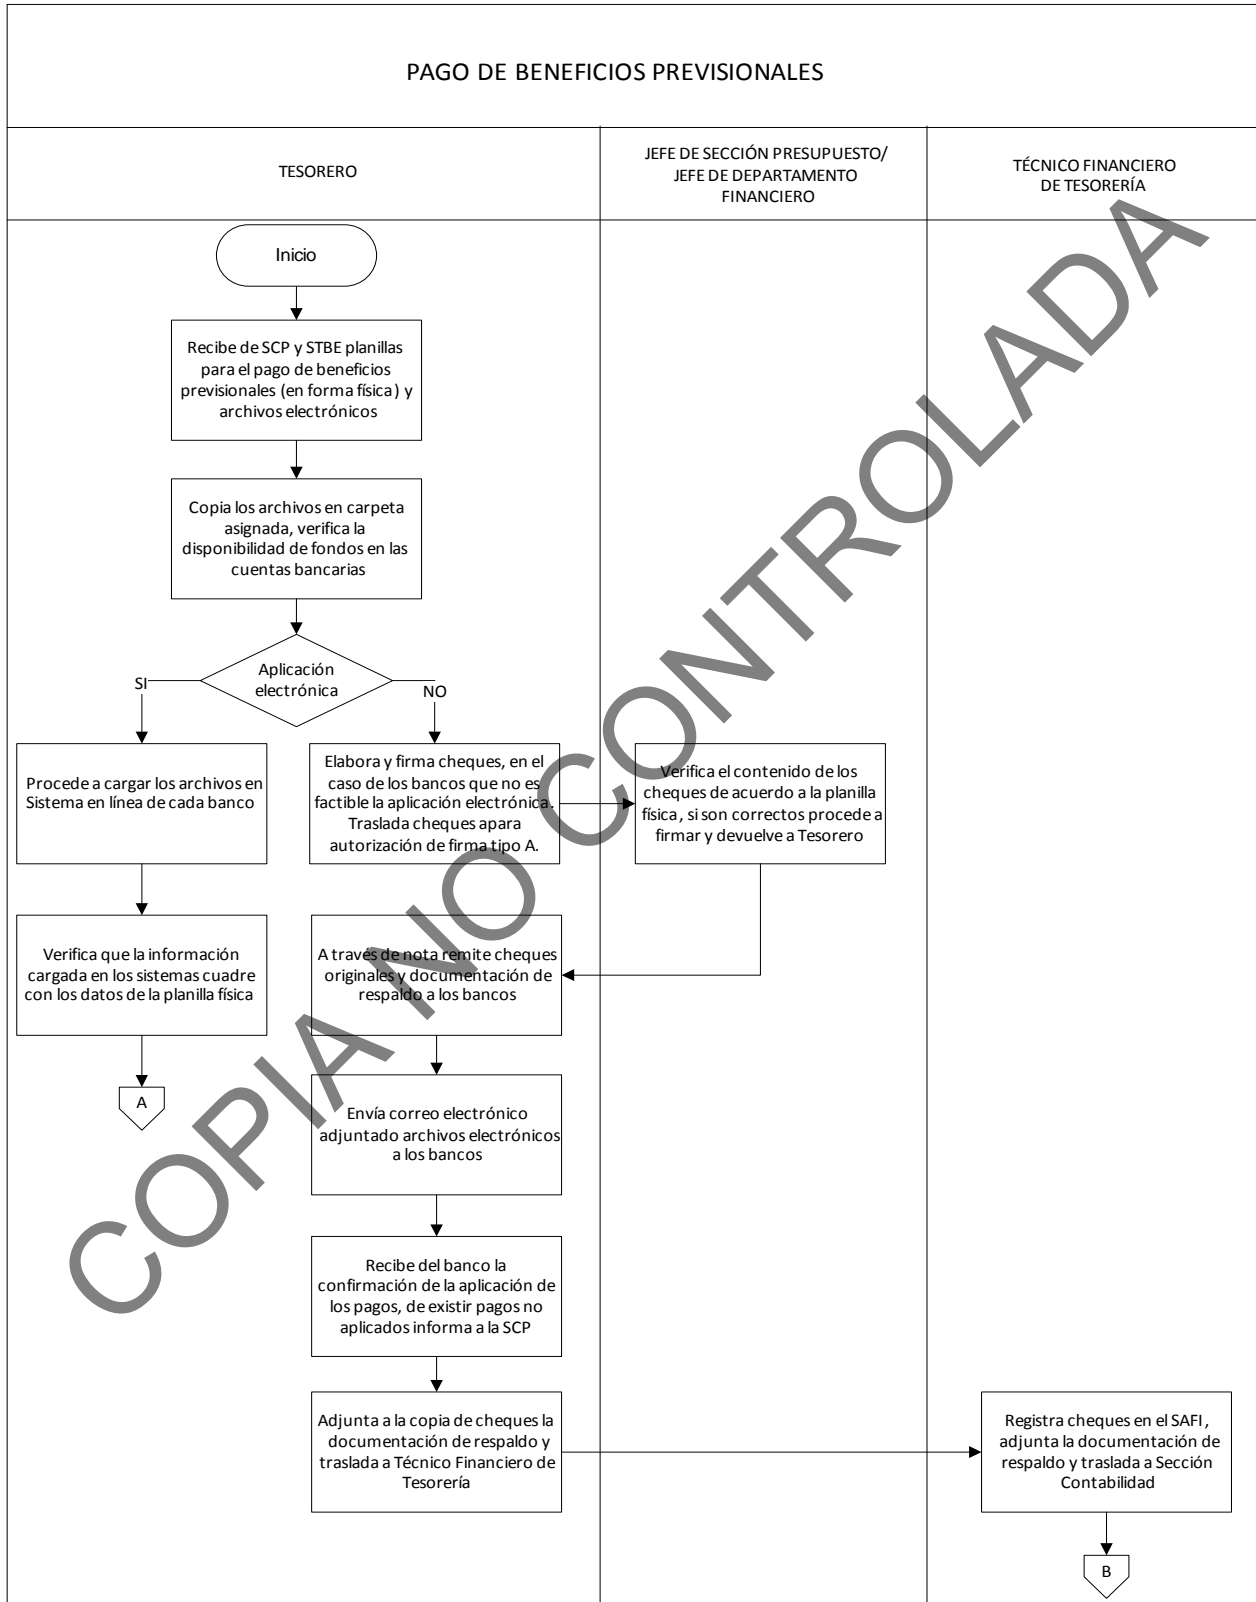 PAGO DE BENEFICIOS PREVISIONALES
TESORERO
JEFE DE SECCIÓN PRESUPUESTO/
JEFE DE DEPARTAMENTO
FINANCIERO
TÉCNICO FINANCIERO
DE TESORERÍA
Inicio
Recibe de SCP y STBE planillas
para el pago de beneficios
previsionales (en forma física) y
archivos electrónicos
Copia los archivos en carpeta
asignada, verifica la
disponibilidad de fondos en las
cuentas bancarias
Aplicación
electrónica
SI
NO
Procede a cargar los archivos en
Sistema en línea de cada banco
Elabora y firma cheques, en el
caso de los bancos que no es
factible la aplicación electrónica.
Traslada cheques apara
autorización de firma tipo A.
Verifica el contenido de los
cheques de acuerdo a la planilla
física, si son correctos procede a
firmar y devuelve a Tesorero
Verifica que la información
cargada en los sistemas cuadre
con los datos de la planilla física
A través de nota remite cheques
originales y documentación de
respaldo a los bancos
A
Envía correo electrónico
adjuntado archivos electrónicos
a los bancos
Recibe del banco la
confirmación de la aplicación de
los pagos, de existir pagos no
aplicados informa a la SCP
Adjunta a la copia de cheques la
documentación de respaldo y
traslada a Técnico Financiero de
Tesorería
Registra cheques en el SAFI,
adjunta la documentación de
respaldo y traslada a Sección
Contabilidad
B
COPIA NO CONTROLADA